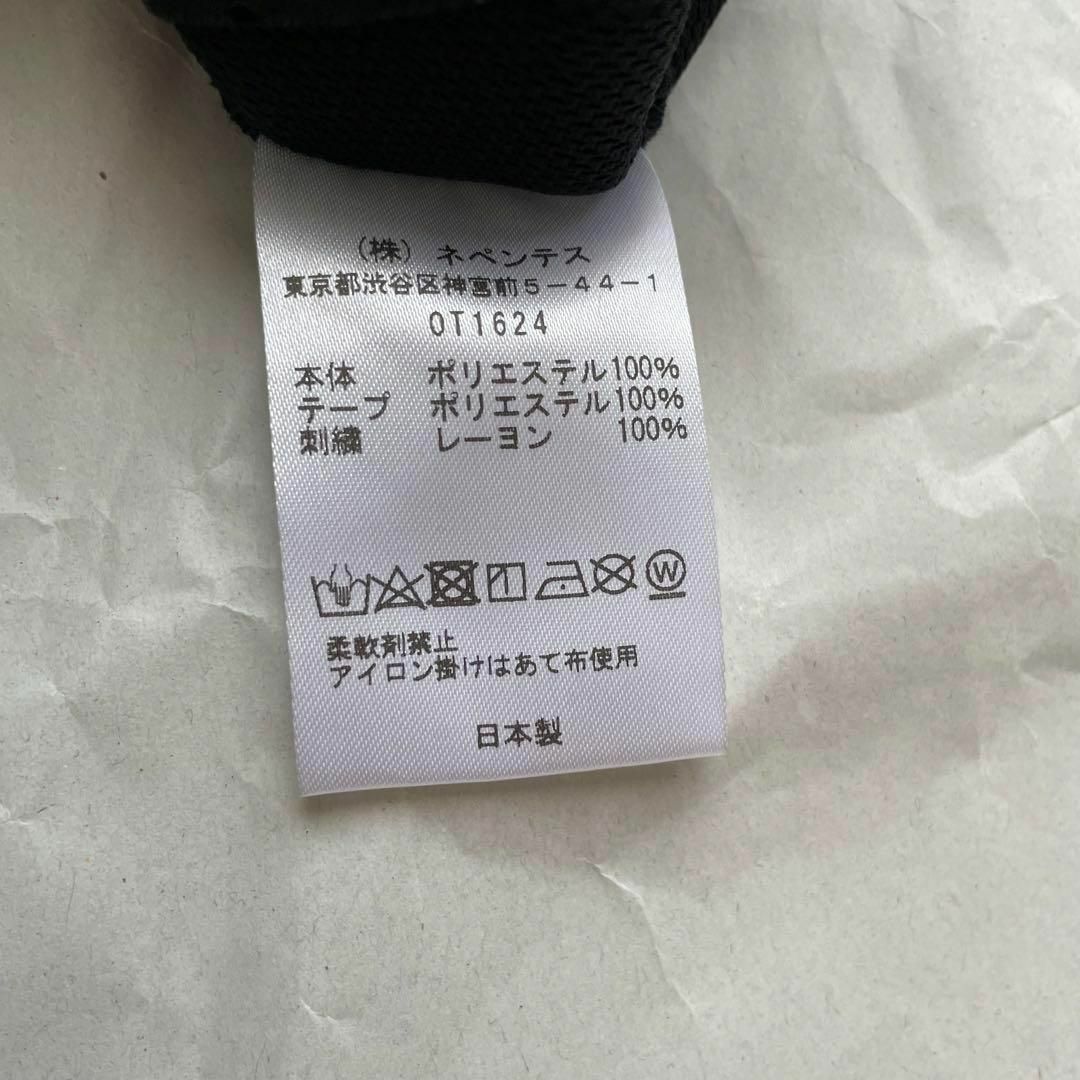 (株) ネペンテス
東京都渋谷区神宮前5-44-1
OT1624
本体 ポリエステル100%
テープ ポリエステル100%
刺繍 レーヨン 100%
W
柔軟剤禁止
アイロン掛けはあて布使用
日本製